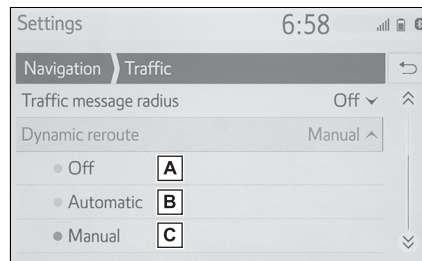 Settings 6:58
Navigation Traffic
Traffic message radius Off
Dynamic reroute Manual
Off A
Automatic B
Manual C